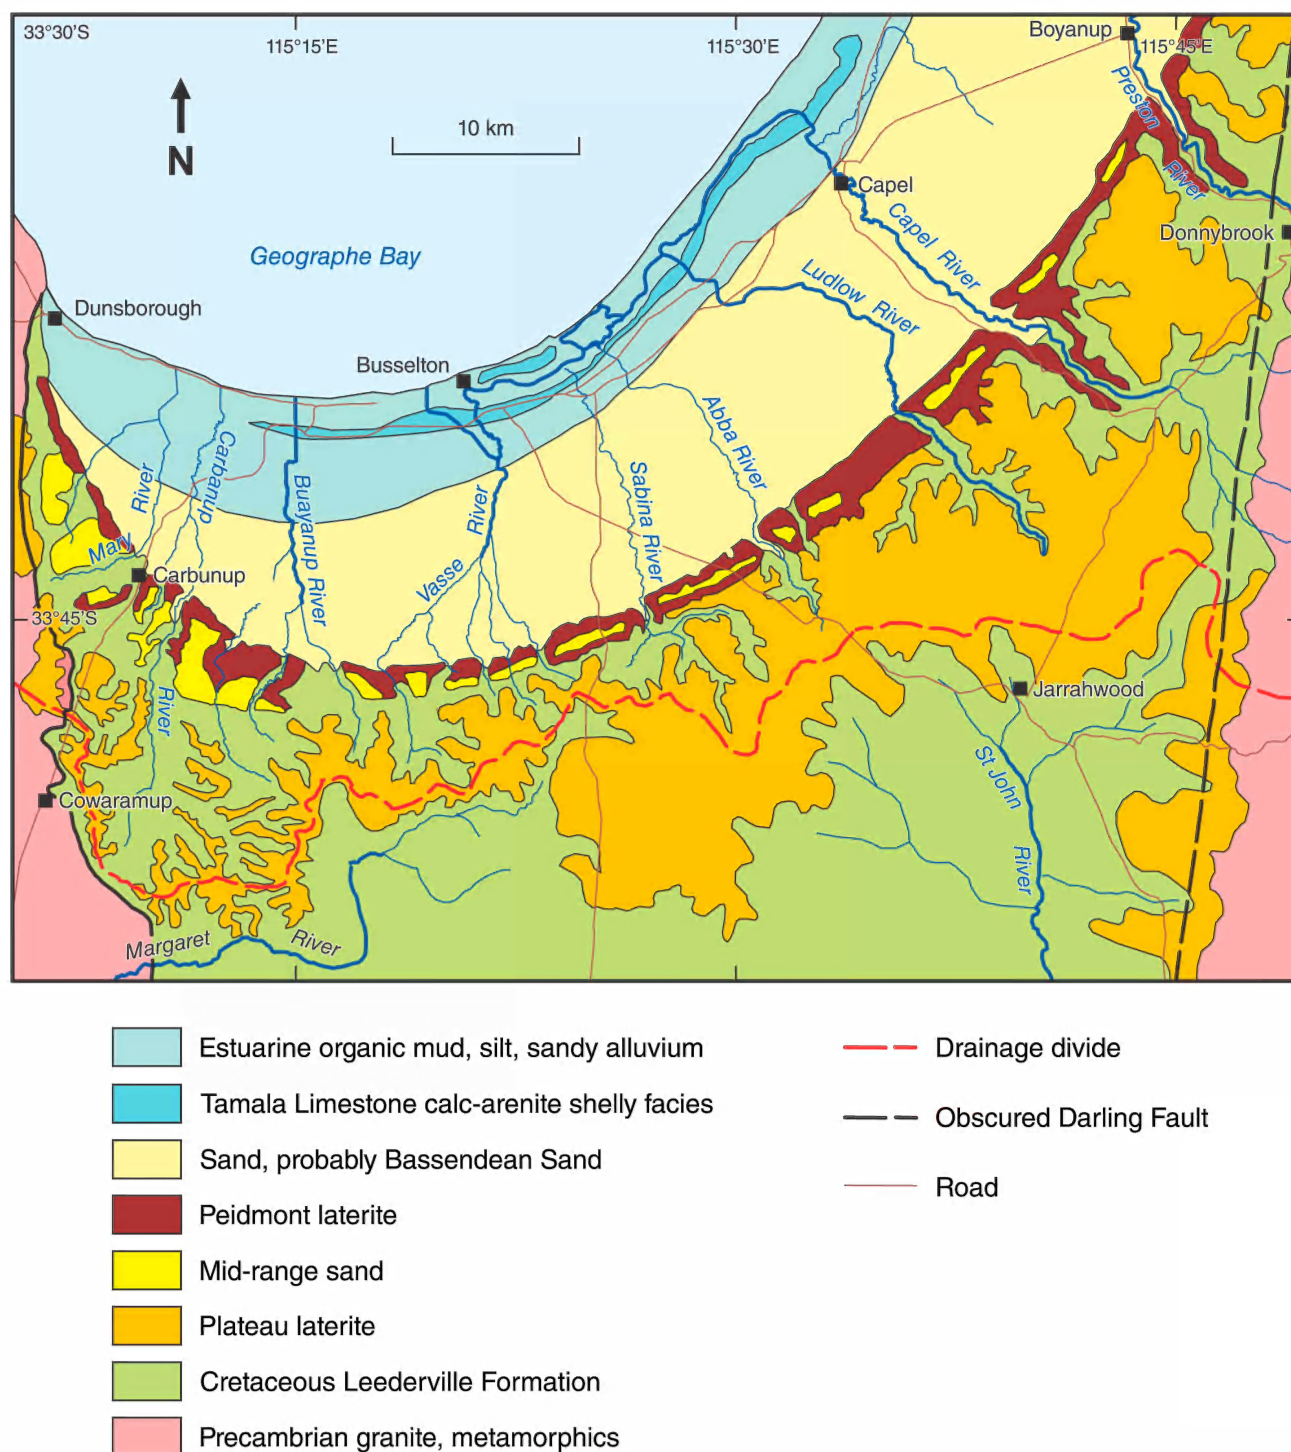 33°30'S
115°15'E
115°30'E
Boyanup
115°45'E
Preston
River
N
10 km
Capel
Capel River
Donnybrook
Geographe Bay
Ludlow River
Dunsborough
Busselton
Abba River
Carbanup
River
Mary
River
Buayanup River
Vasse
River
Sabina River
Carbunup
33°45'S
River
Jarrahwood
St John
River
Cowaramup
Margaret
River
Estuarine organic mud, silt, sandy alluvium
Tamala Limestone calc-arenite shelly facies
Sand, probably Bassendean Sand
Peidmont laterite
Mid-range sand
Plateau laterite
Cretaceous Leederville Formation
Precambrian granite, metamorphics
Drainage divide
Obscured Darling Fault
Road